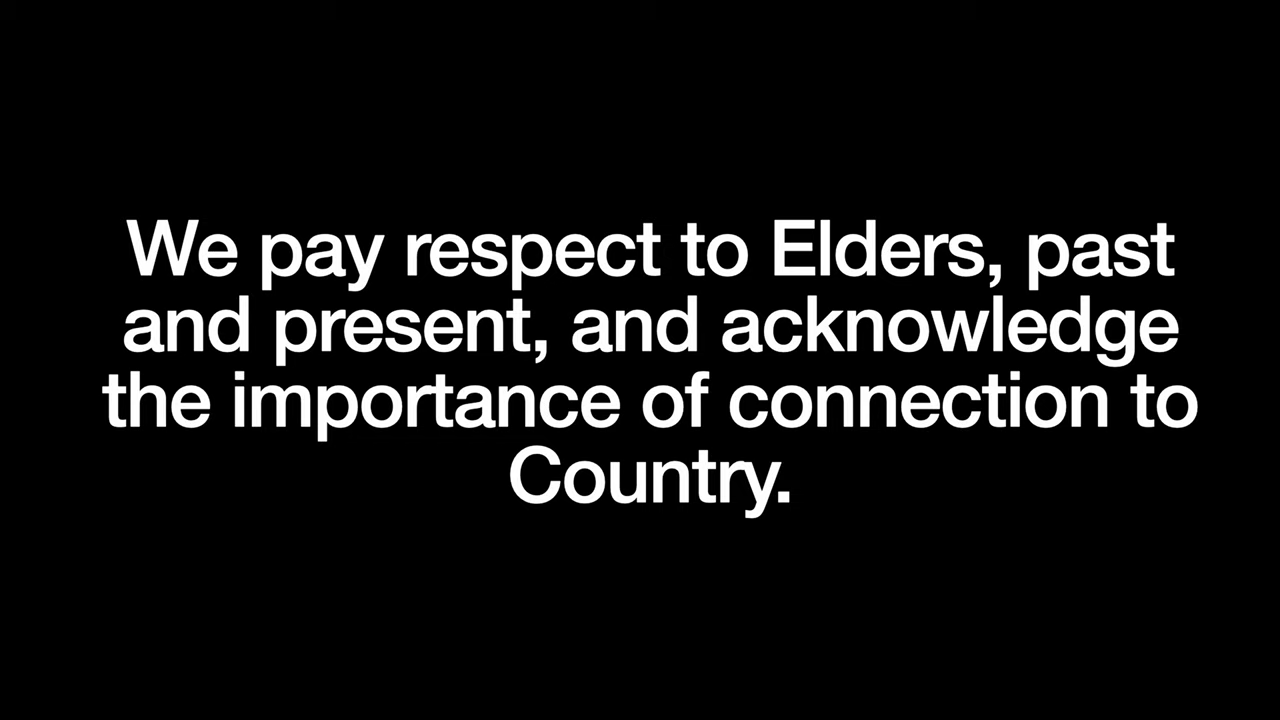 We pay respect to Elders, past
and present, and acknowledge
the importance of connection to
Country.